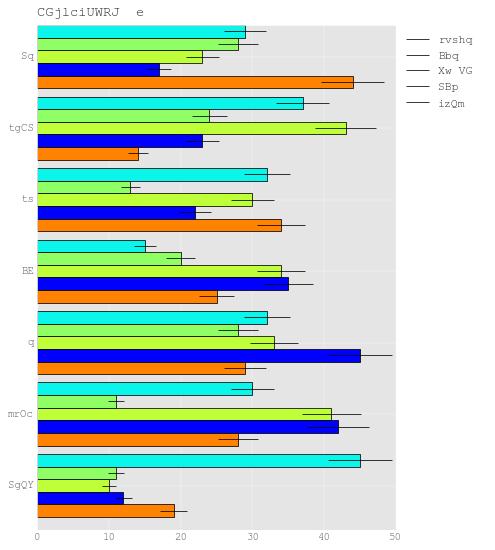 CGjlciUWRJ  e
rvshq
Bbq
Xw VG
SBp
izQm
Sq
tgCS
ts
BE
q
mrOc
SgQY
0 10 20 30 40 50